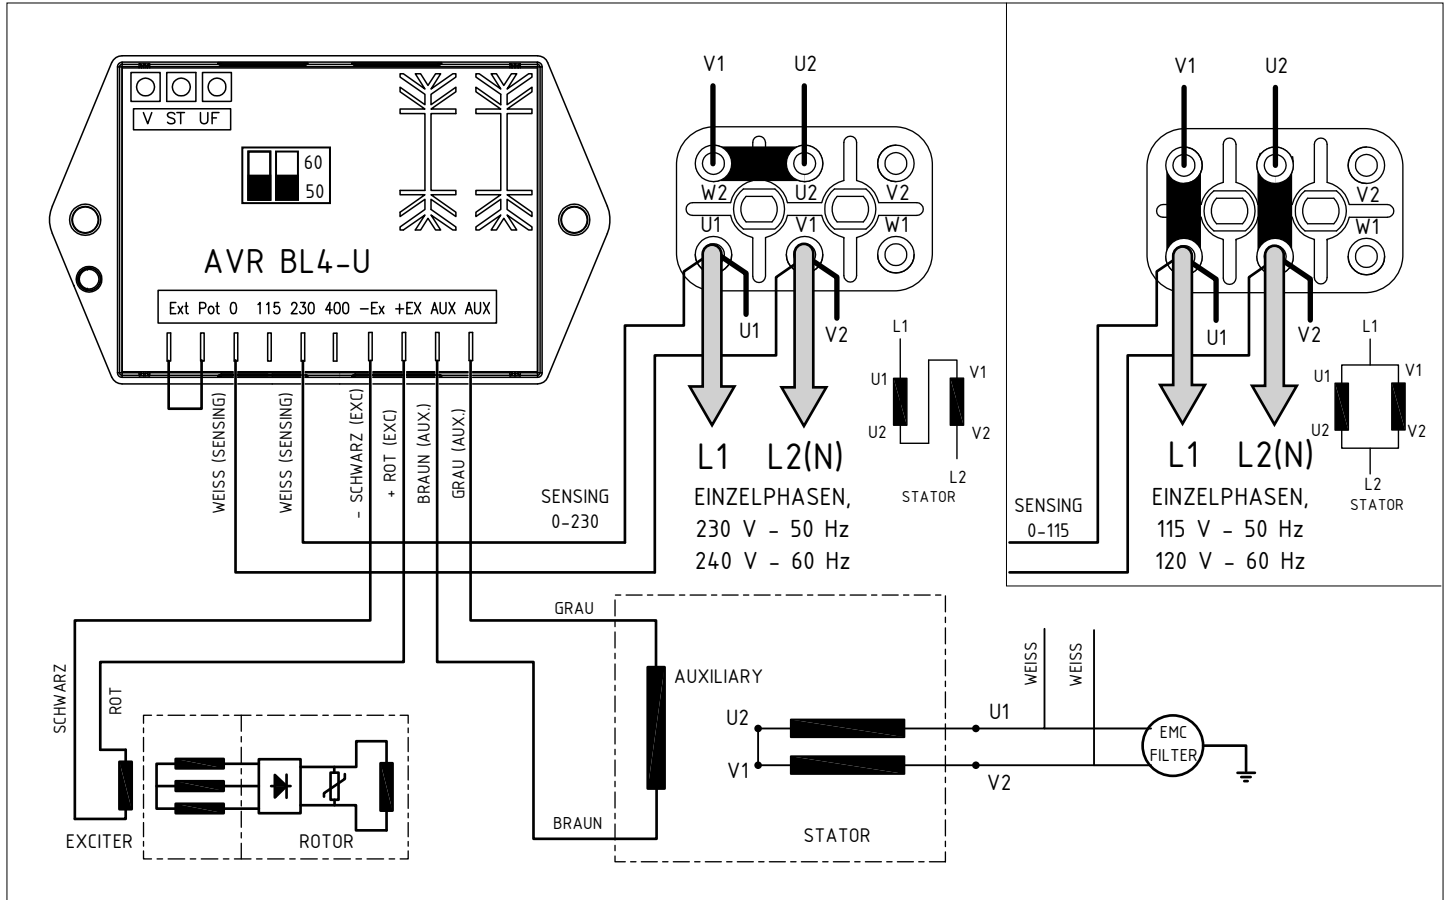 V ST UF
60
50
AVR BL4-U
Ext Pot 0 115 230 400 -Ex +EX AUX AUX
WEISS (SENSING)
WEISS (SENSING)
- SCHWARZ (EXC)
+ ROT (EXC)
BRAUN (AUX.)
GRAU (AUX.)
V1 U2
W2 U2 V2
U1 V1 W1
U1 V2
L1
U1 V1
U2 V2
L2
STATOR
L1 L2(N)
SENSING
0-230
EINZELPHASEN,
230 V - 50 Hz
240 V - 60 Hz
V1 U2
V2
W1
U1 V2
L1
U1 V1
U2 V2
L2
STATOR
L1 L2(N)
SENSING
0-115
EINZELPHASEN,
115 V - 50 Hz
120 V - 60 Hz
SCHWARZ
ROT
EXCITER
ROTOR
GRAU
BRAUN
AUXILIARY
U2
V1
STATOR
U1
V2
WEISS
WEISS
EMC
FILTER